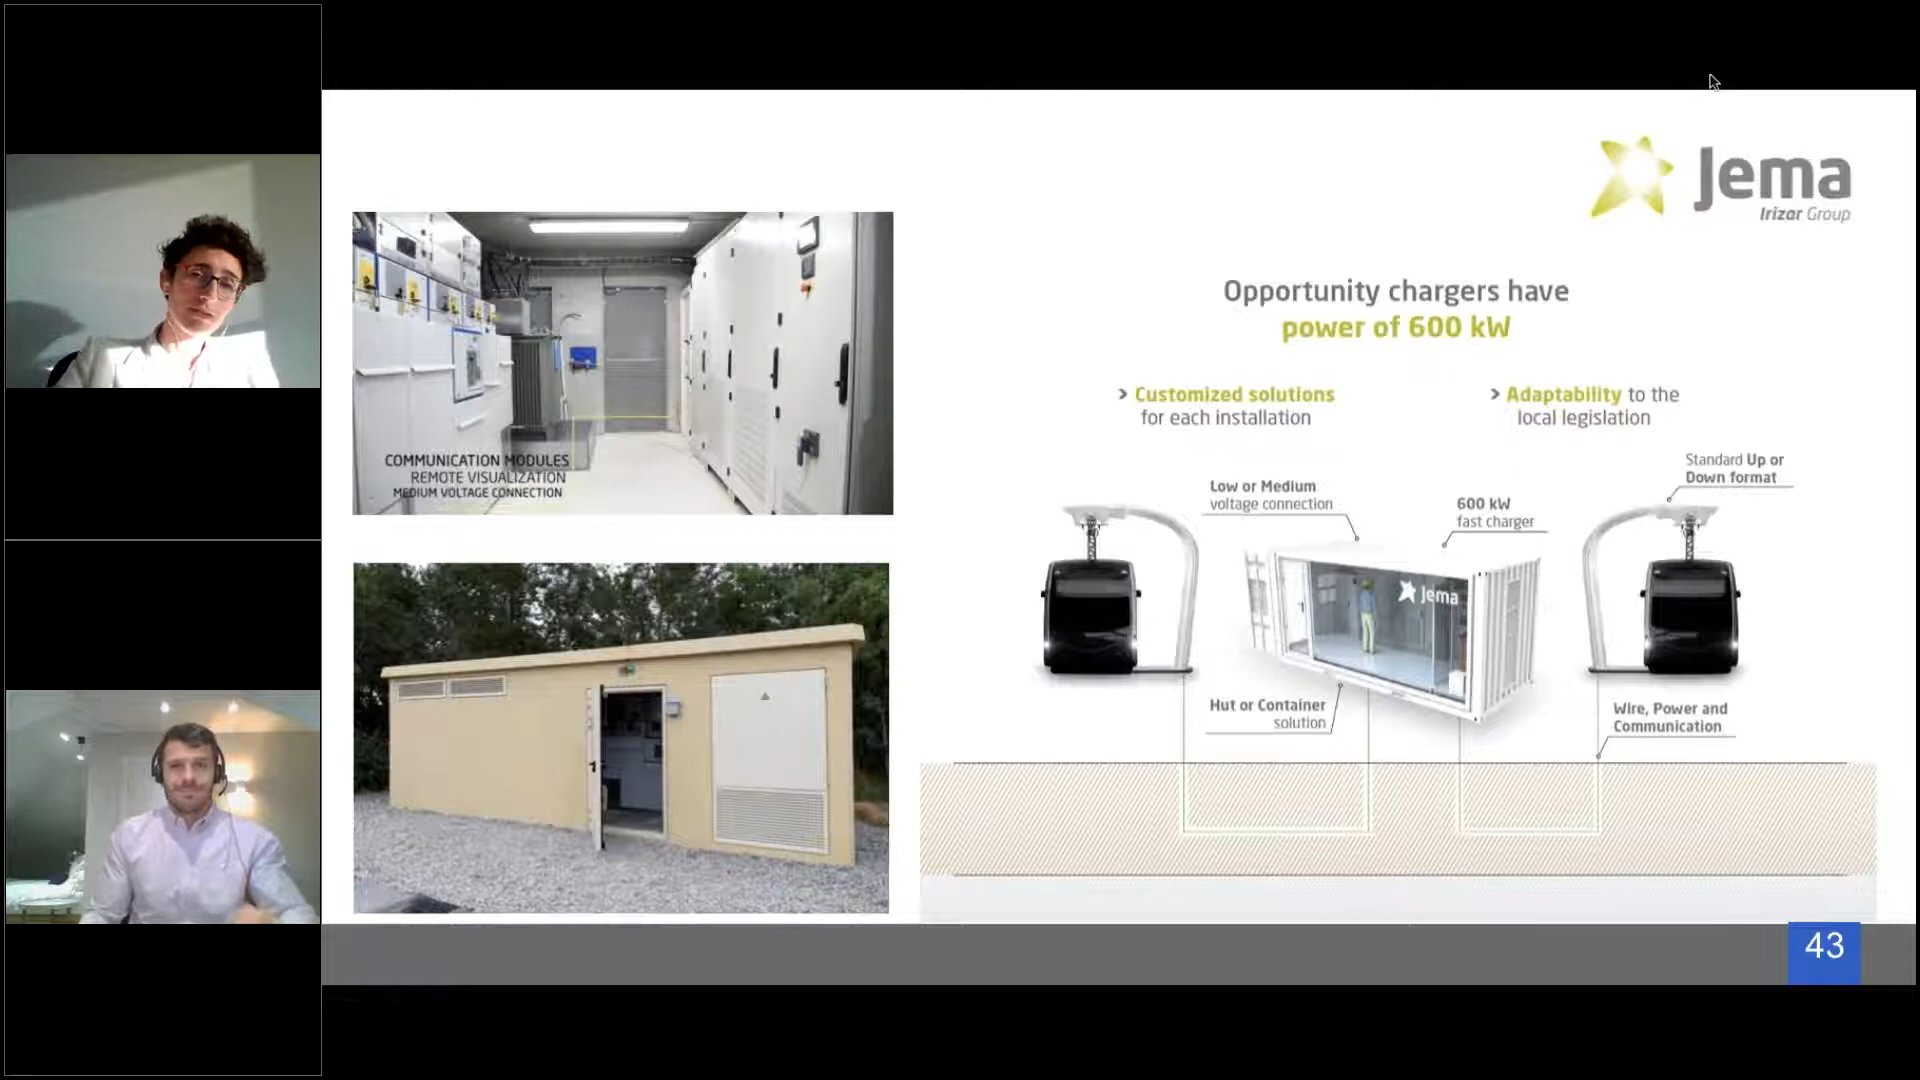 Jema
Irizar Group
Opportunity chargers have
power of 600 kW
> Customized solutions
for each installation
> Adaptability to the
local legislation
COMMUNICATION MODULES
REMOTE VISUALIZATION
MEDIUM VOLTAGE CONNECTION
Standard Up or
Down format
Low or Medium
voltage connection
600 kW
fast charger
Jema
Hut or Container
solution
Wire, Power and
Communication
43